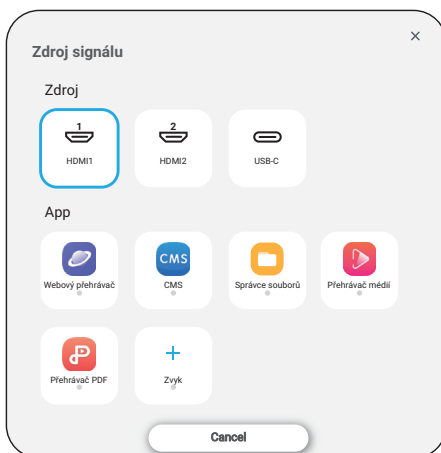 Zdroj signálu
×
Zdroj
1
2
HDMI1
HDMI2
USB-C
App
CMS
Webový přehrávač
CMS
Správce souborů
Přehrávač médií
Přehrávač PDF
Zvyk
Cancel